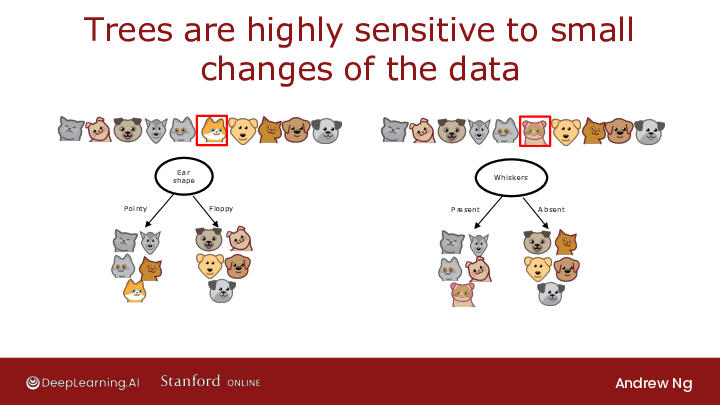 Trees are highly sensitive to small
changes of the data
Ear
shape
Pointy
Floppy
Whiskers
Present
Absent
DeepLearning.AI
Stanford ONLINE
Andrew Ng